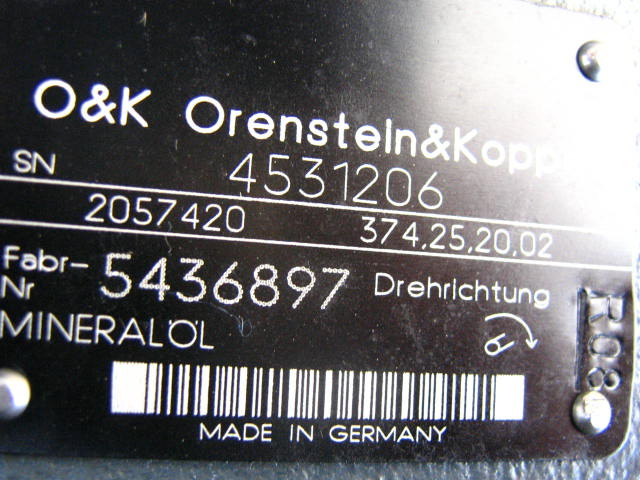 O&K Orenstein&Kopp
SN 4531206
2057420 374,25,20,02
Fabr-
Nr 5436897 Drehrichtung
MINERALÖL
R08
MADE IN GERMANY